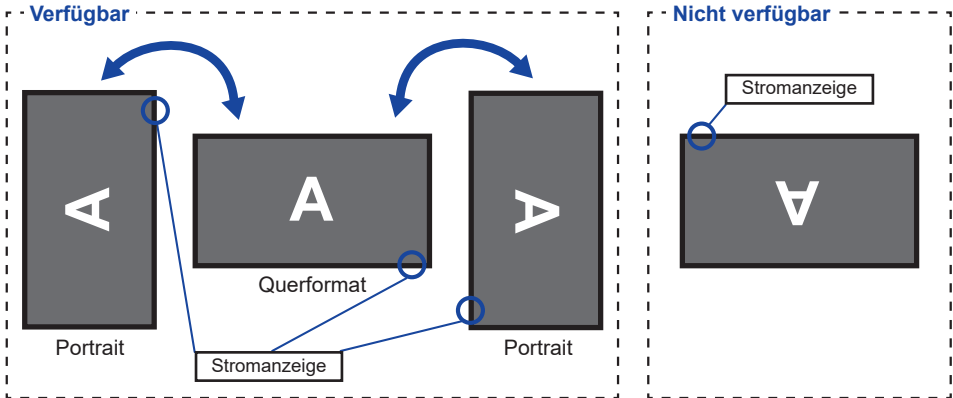 Verfügbar
A
A
A
Querformat
Portrait
Portrait
Stromanzeige
Nicht verfügbar
Stromanzeige
A